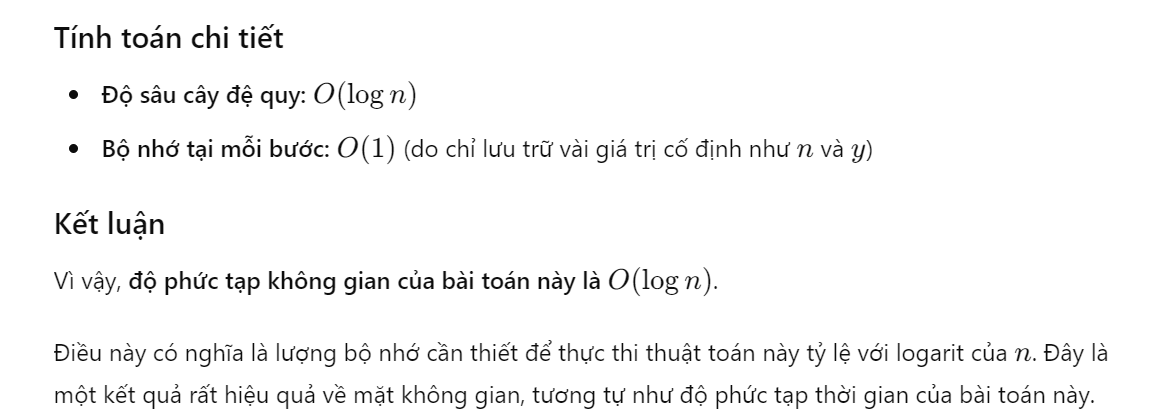 Tính toán chi tiết
• Độ sâu cây đệ quy: O(log n)
• Bộ nhớ tại mỗi bước: O(1) (do chỉ lưu trữ vài giá trị cố định như n và y)
Kết luận
Vì vậy, độ phức tạp không gian của bài toán này là O(log n).
Điều này có nghĩa là lượng bộ nhớ cần thiết để thực thi thuật toán này tỷ lệ với logarit của n. Đây là
một kết quả rất hiệu quả về mặt không gian, tương tự như độ phức tạp thời gian của bài toán này.